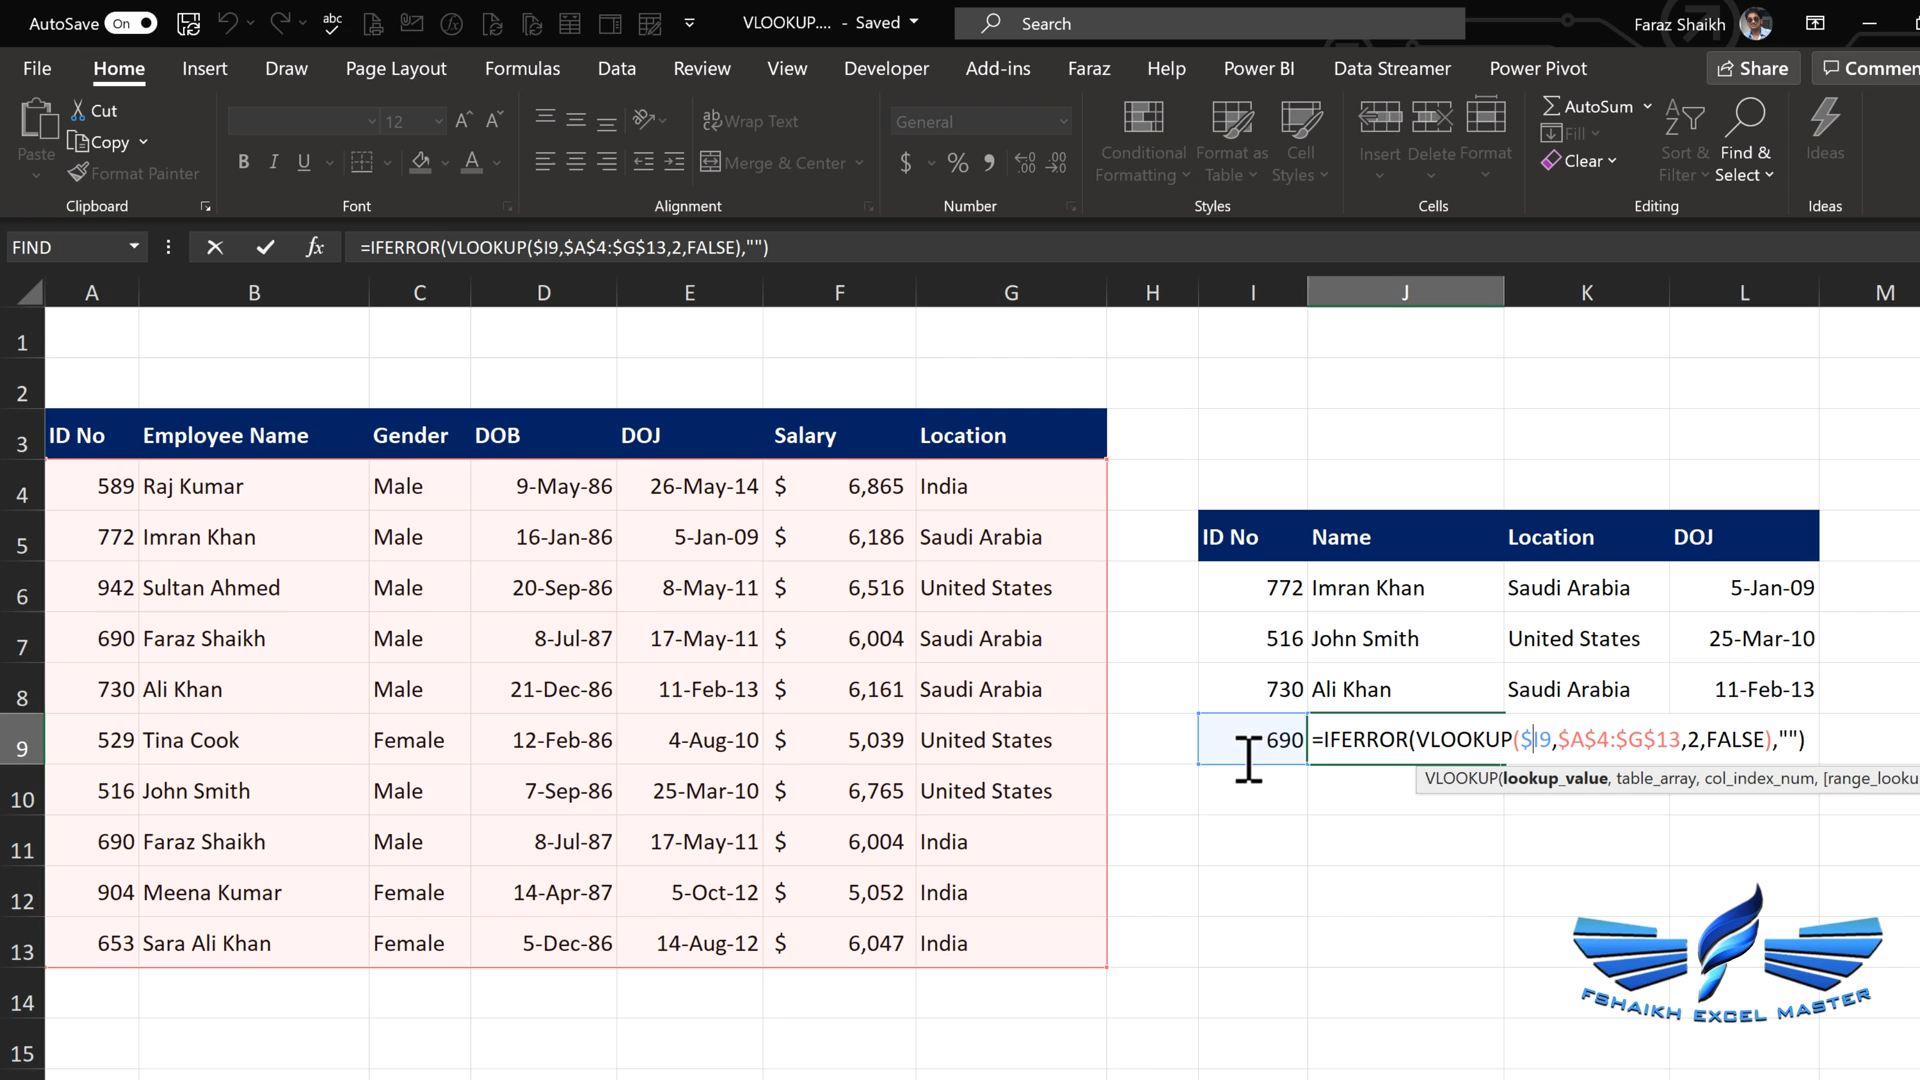 AutoSave On VLOOKUP.... - Saved Search Faraz Shaikh
File Home Insert Draw Page Layout Formulas Data Review View Developer Add-ins Faraz Help Power BI Data Streamer Power Pivot Share Commen
Cut
Copy
Format Painter
Paste
Clipboard
12
Font
Wrap Text
Merge & Center
Alignment
General
Number
Conditional Formatting
Format as Table
Cell Styles
Styles
Insert Delete Format
Cells
AutoSum
Fill
Clear
Sort & Filter
Find & Select
Editing
Ideas
Ideas
FIND =IFERROR(VLOOKUP($I9,$A$4:$G$13,2,FALSE),"")
A B C D E F G H I J K L M
1
2
3 ID No Employee Name Gender DOB DOJ Salary Location
4 589 Raj Kumar Male 9-May-86 26-May-14 $ 6,865 India
5 772 Imran Khan Male 16-Jan-86 5-Jan-09 $ 6,186 Saudi Arabia ID No Name Location DOJ
6 942 Sultan Ahmed Male 20-Sep-86 8-May-11 $ 6,516 United States 772 Imran Khan Saudi Arabia 5-Jan-09
7 690 Faraz Shaikh Male 8-Jul-87 17-May-11 $ 6,004 Saudi Arabia 516 John Smith United States 25-Mar-10
8 730 Ali Khan Male 21-Dec-86 11-Feb-13 $ 6,161 Saudi Arabia 730 Ali Khan Saudi Arabia 11-Feb-13
9 529 Tina Cook Female 12-Feb-86 4-Aug-10 $ 5,039 United States 690 =IFERROR(VLOOKUP($I9,$A$4:$G$13,2,FALSE),"")
VLOOKUP(lookup_value, table_array, col_index_num, [range_looku
10 516 John Smith Male 7-Sep-86 25-Mar-10 $ 6,765 United States
11 690 Faraz Shaikh Male 8-Jul-87 17-May-11 $ 6,004 India
12 904 Meena Kumar Female 14-Apr-87 5-Oct-12 $ 5,052 India
13 653 Sara Ali Khan Female 5-Dec-86 14-Aug-12 $ 6,047 India
14
15
FSHAIKH EXCEL MASTER